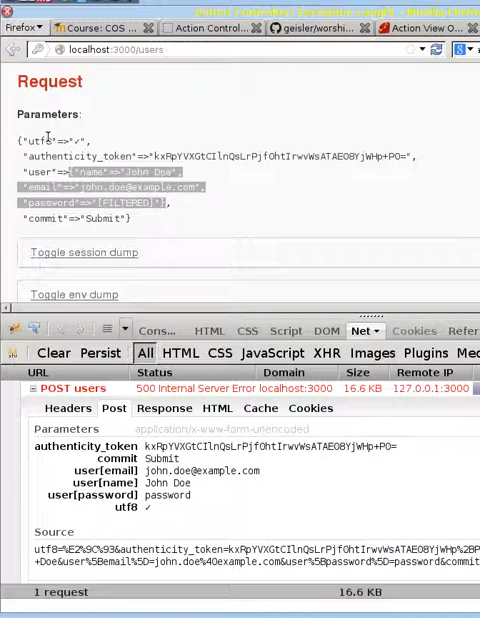 Action Controller: Exception caught - Mozilla Firefox
Firefox
Course: COS ...
Action Control...
geisler/worshi...
Action View O...
localhost:3000/users
Request
Parameters:
{"utf8"=>"✓",
"authenticity_token"=>"kxRpYVXGtCIlnQsLrPjf0htIrwvWsATAEO8YjWHp+P0=",
"user"=>{"name"=>"John Doe",
"email"=>"john.doe@example.com",
"password"=>"[FILTERED]"},
"commit"=>"Submit"}
Toggle session dump
Toggle env dump
Cons...
HTML
CSS
Script
DOM
Net
Cookies
Refer
Clear
Persist
All
HTML
CSS
JavaScript
XHR
Images
Plugins
Med
URL
Status
Domain
Size
Remote IP
POST users
500 Internal Server Error
localhost:3000
16.6 KB
127.0.0.1:3000
Headers
Post
Response
HTML
Cache
Cookies
Parameters
application/x-www-form-urlencoded
authenticity_token kxRpYVXGtCIlnQsLrPjf0htIrwvWsATAEO8YjWHp+P0=
commit Submit
user[email] john.doe@example.com
user[name] John Doe
user[password] password
utf8 ✓
Source
utf8=%E2%9C%93&authenticity_token=kxRpYVXGtCIlnQsLrPjf0htIrwvWsATAEO8YjWHp%2BP
+Doe&user%5Bemail%5D=john.doe%40example.com&user%5Bpassword%5D=password&commit
1 request
16.6 KB